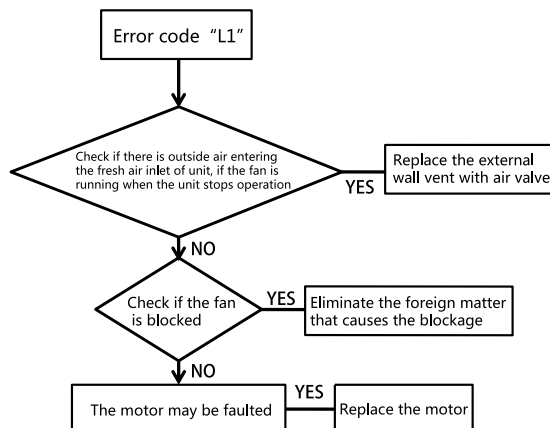 Error code “L1”
Check if there is outside air entering
the fresh air inlet of unit, if the fan is
running when the unit stops operation
YES
Replace the external
wall vent with air valve
NO
Check if the fan
is blocked
YES
Eliminate the foreign matter
that causes the blockage
NO
The motor may be faulted
YES
Replace the motor